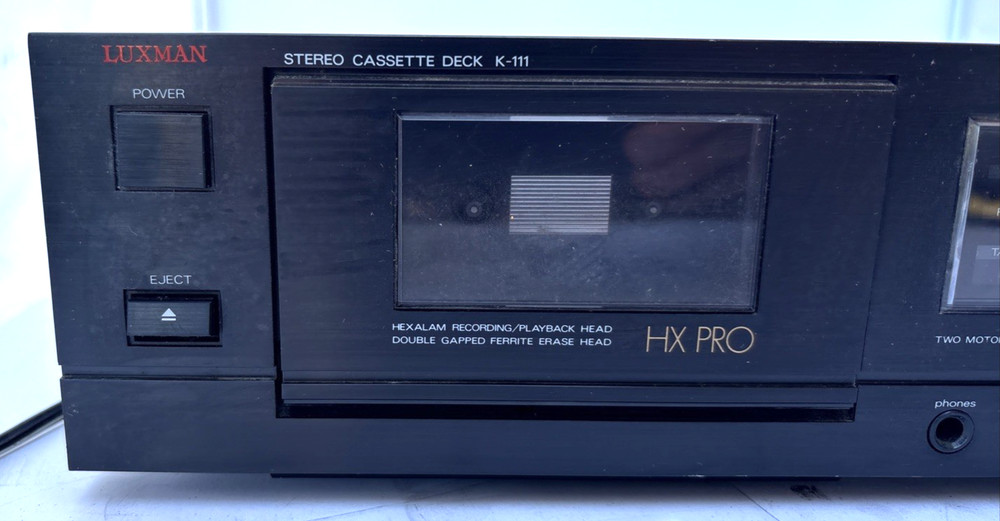 LUXMAN
STEREO CASSETTE DECK K-111
POWER
EJECT
HEXALAM RECORDING/PLAYBACK HEAD
DOUBLE GAPPED FERRITE ERASE HEAD
HX PRO
TWO
phones